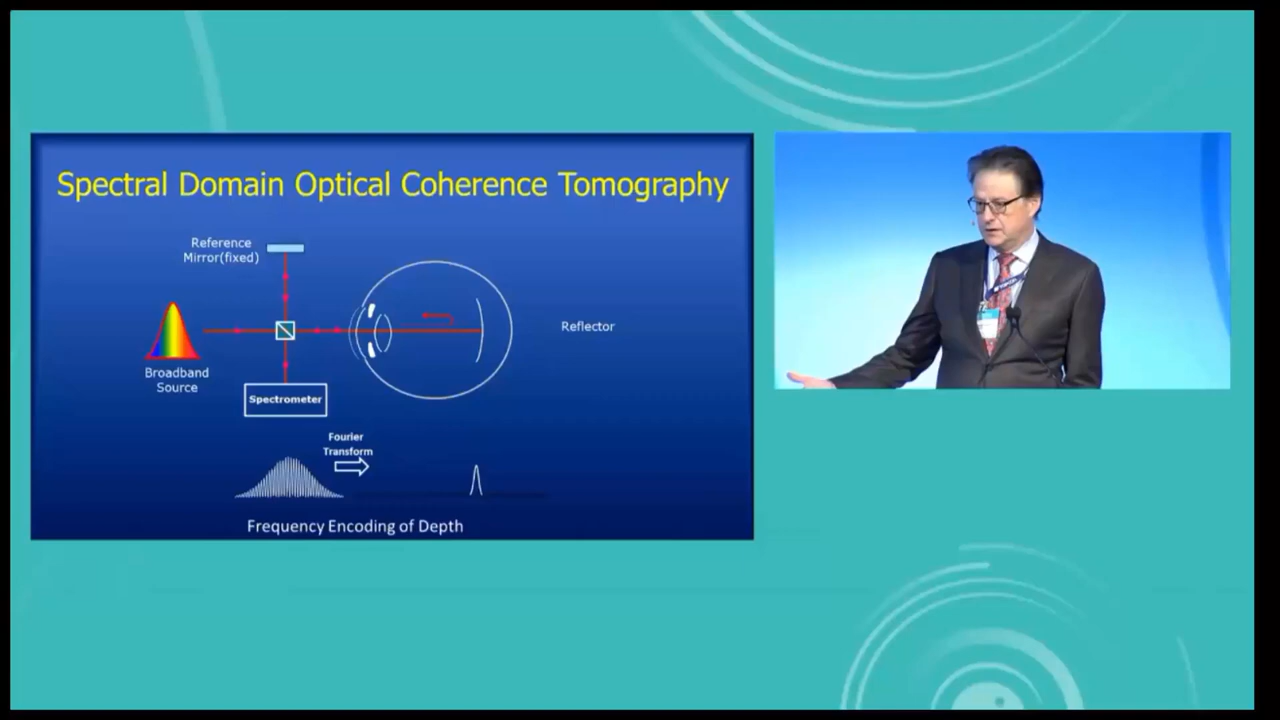 Spectral Domain Optical Coherence Tomography
Reference
Mirror(fixed)
Reflector
Broadband
Source
Spectrometer
Fourier
Transform
Frequency Encoding of Depth